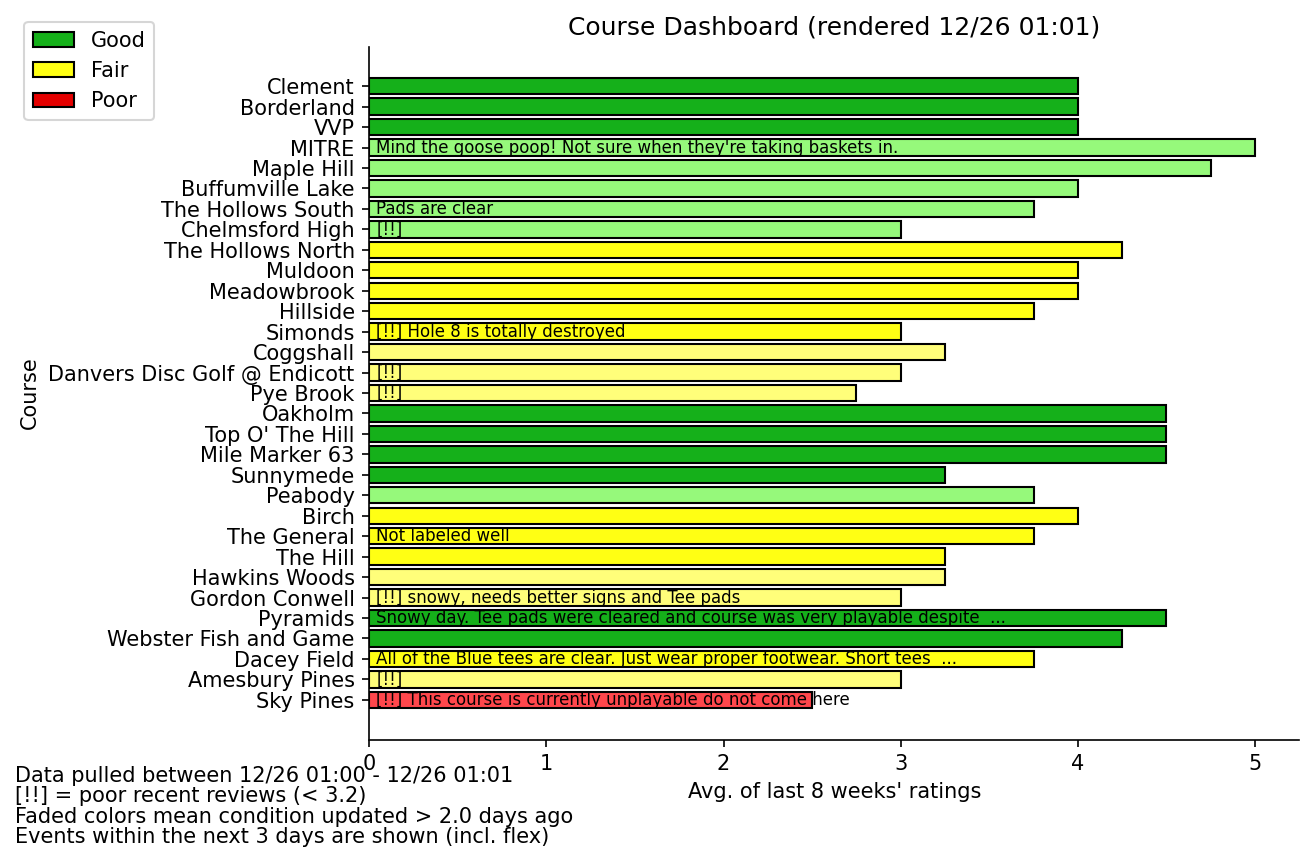 Course Dashboard (rendered 12/26 01:01)
Good
Fair
Poor
Clement
Borderland
VVP
MITRE Mind the goose poop! Not sure when they're taking baskets in.
Maple Hill
Buffumville Lake
The Hollows South Pads are clear
Chelmsford High [!!]
The Hollows North
Muldoon
Meadowbrook
Hillside
Simonds [!!] Hole 8 is totally destroyed
Coggshall
Danvers Disc Golf @ Endicott [!!]
Pye Brook [!!]
Oakholm
Top O' The Hill
Mile Marker 63
Sunnymede
Peabody
Birch
The General Not labeled well
The Hill
Hawkins Woods
Gordon Conwell [!!] snowy, needs better signs and Tee pads
Pyramids Snowy day. Tee pads were cleared and course was very playable despite ...
Webster Fish and Game
Dacey Field All of the Blue tees are clear. Just wear proper footwear. Short tees ...
Amesbury Pines [!!]
Sky Pines [!!] This course is currently unplayable do not come here
Course
0 1 2 3 4 5
Avg. of last 8 weeks' ratings
Data pulled between 12/26 01:00 - 12/26 01:01
[!!] = poor recent reviews (< 3.2)
Faded colors mean condition updated > 2.0 days ago
Events within the next 3 days are shown (incl. flex)